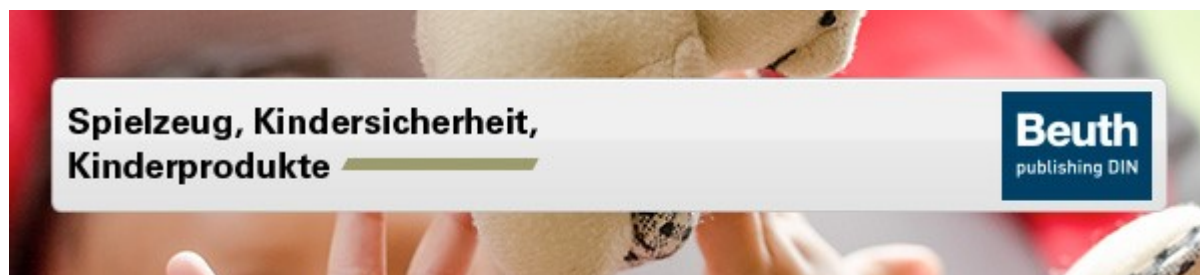 Spielzeug, Kindersicherheit,
Kinderprodukte
Beuth
publishing DIN